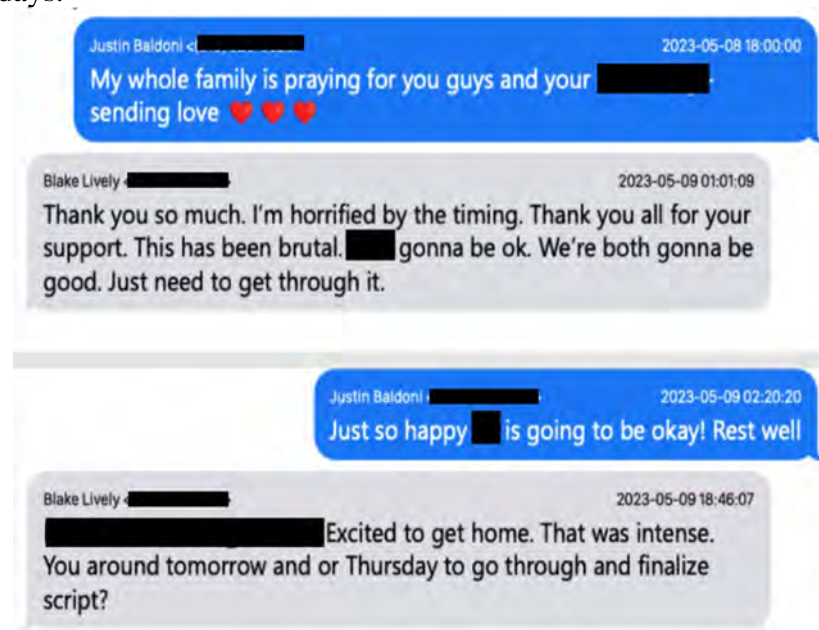 days.
Justin Baldoni < 2023-05-08 18:00:00
My whole family is praying for you guys and your
sending love ❤️ ❤️ ❤️
Blake Lively < 2023-05-09 01:01:09
Thank you so much. I'm horrified by the timing. Thank you all for your
support. This has been brutal. gonna be ok. We're both gonna be
good. Just need to get through it.
Justin Baldoni < 2023-05-09 02:20:20
Just so happy is going to be okay! Rest well
Blake Lively < 2023-05-09 18:46:07
Excited to get home. That was intense.
You around tomorrow and or Thursday to go through and finalize
script?